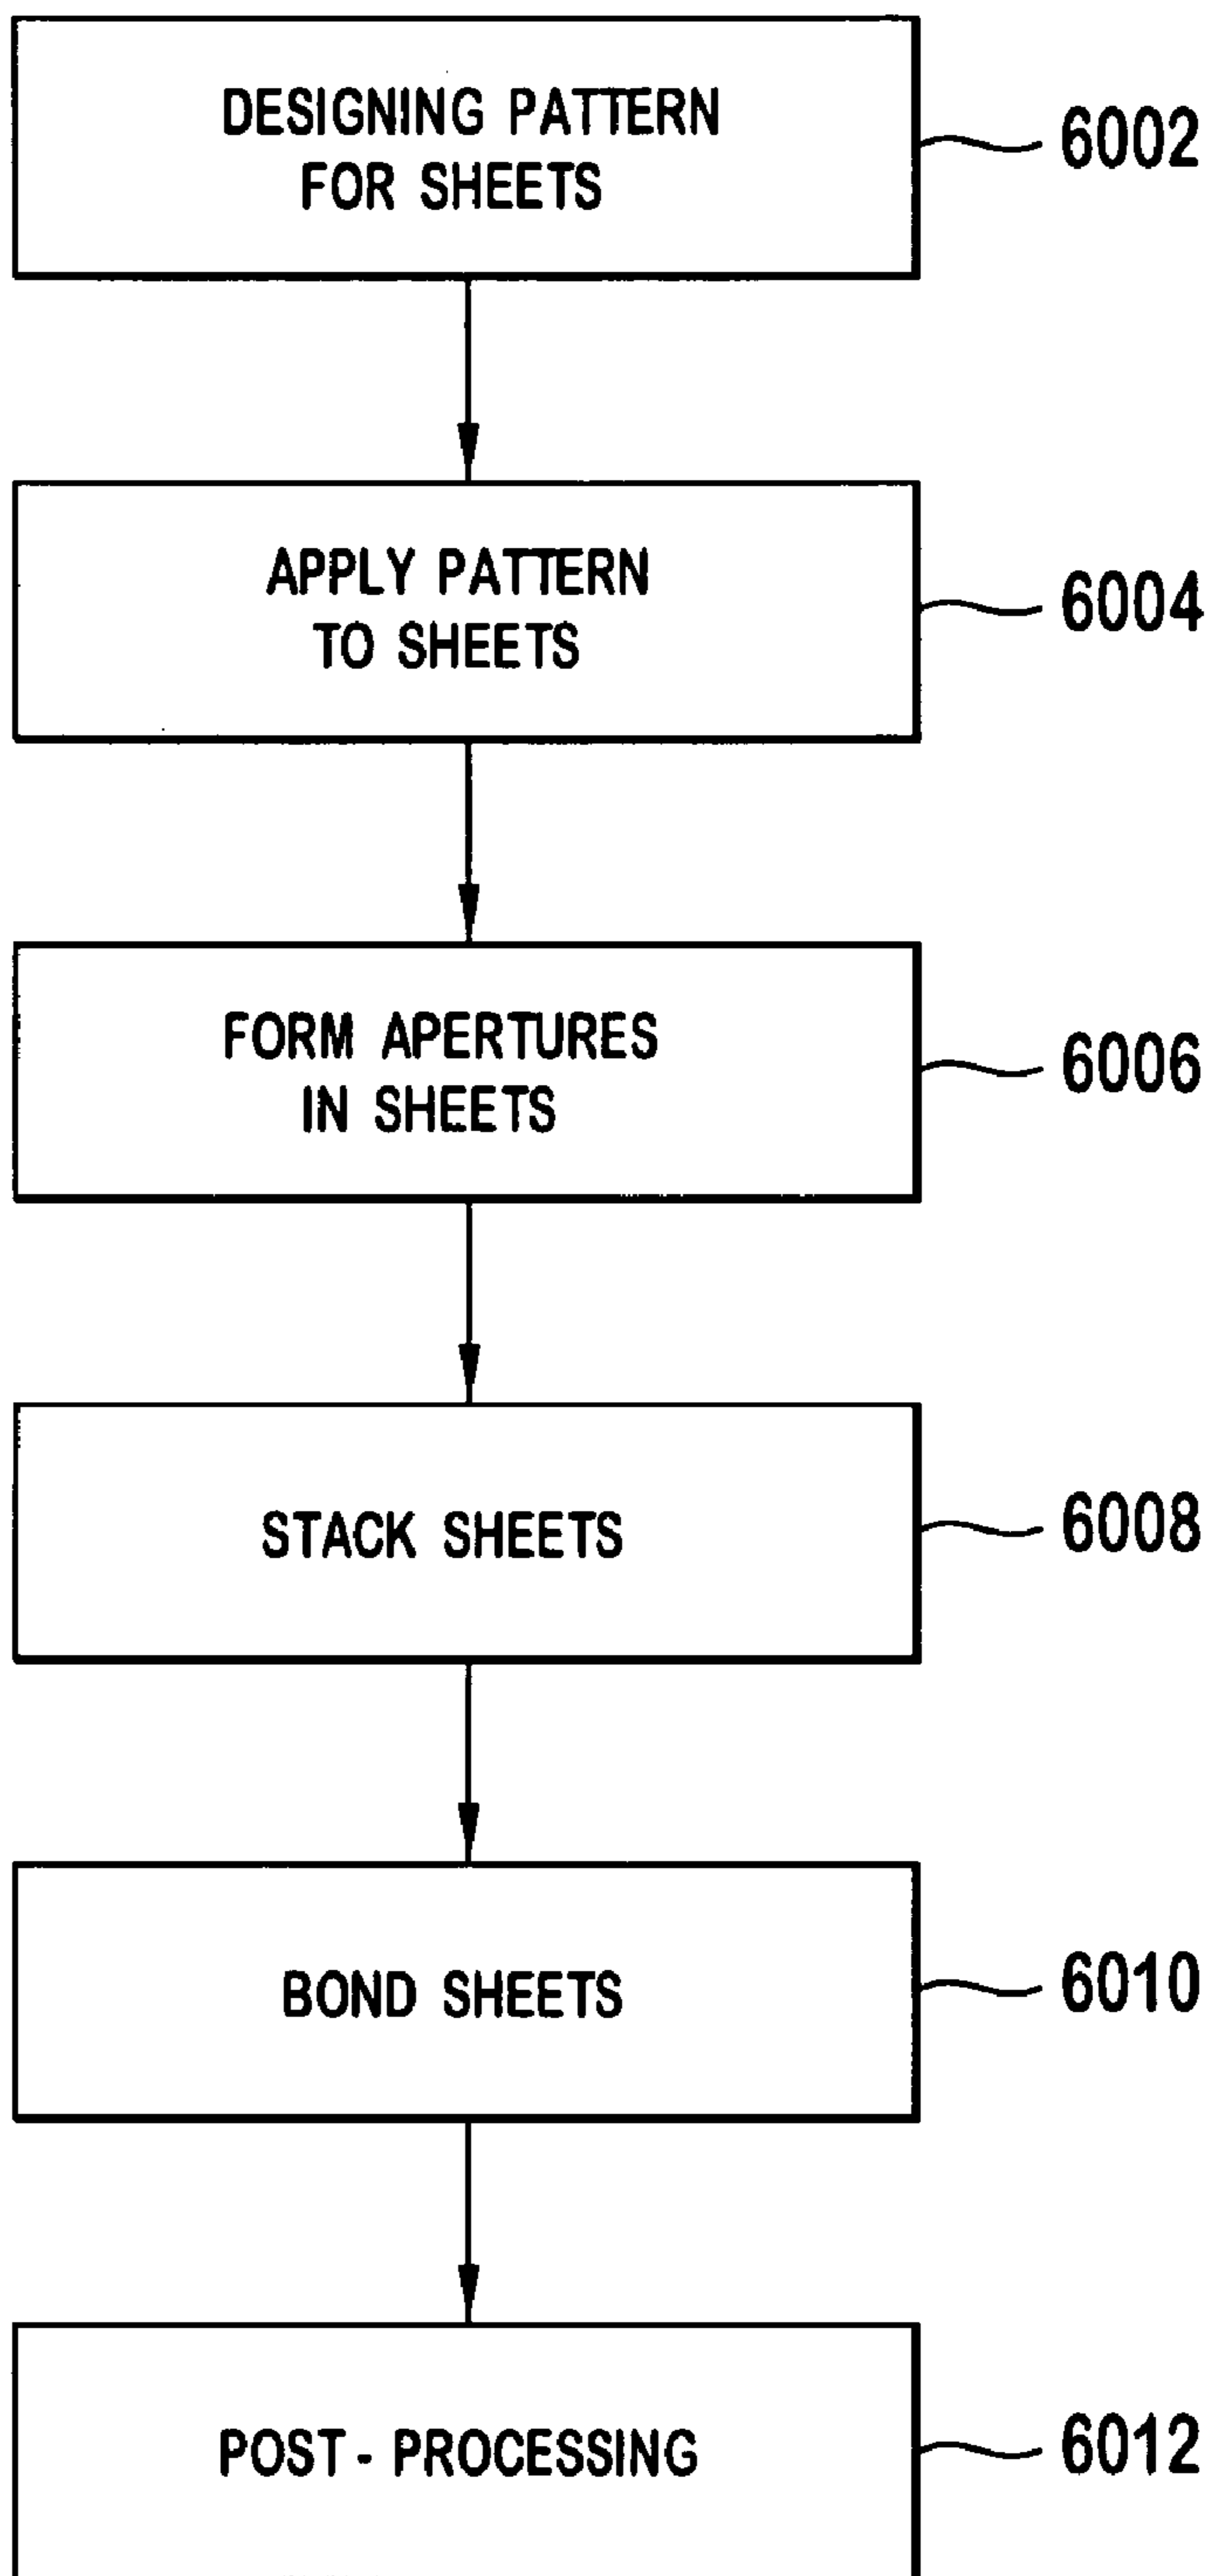 DESIGNING PATTERN
FOR SHEETS
6002
APPLY PATTERN
TO SHEETS
6004
FORM APERTURES
IN SHEETS
6006
STACK SHEETS
6008
BOND SHEETS
6010
POST - PROCESSING
6012